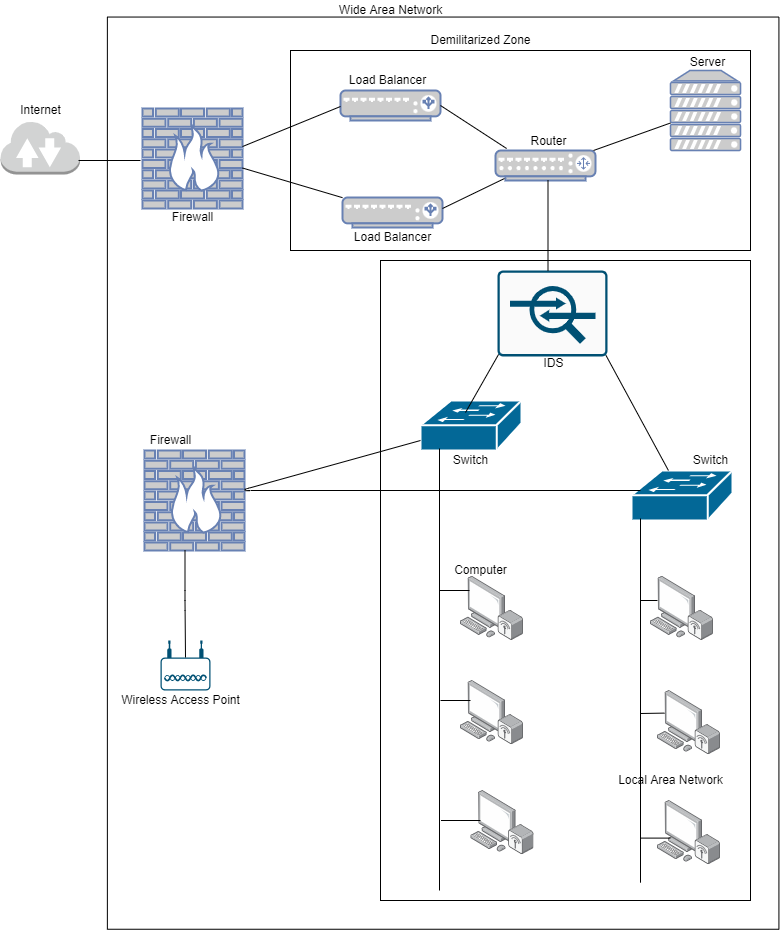 Wide Area Network
Demilitarized Zone
Load Balancer
Server
Internet
Router
Firewall
Load Balancer
IDS
Firewall
Switch
Switch
Computer
Wireless Access Point
Local Area Network